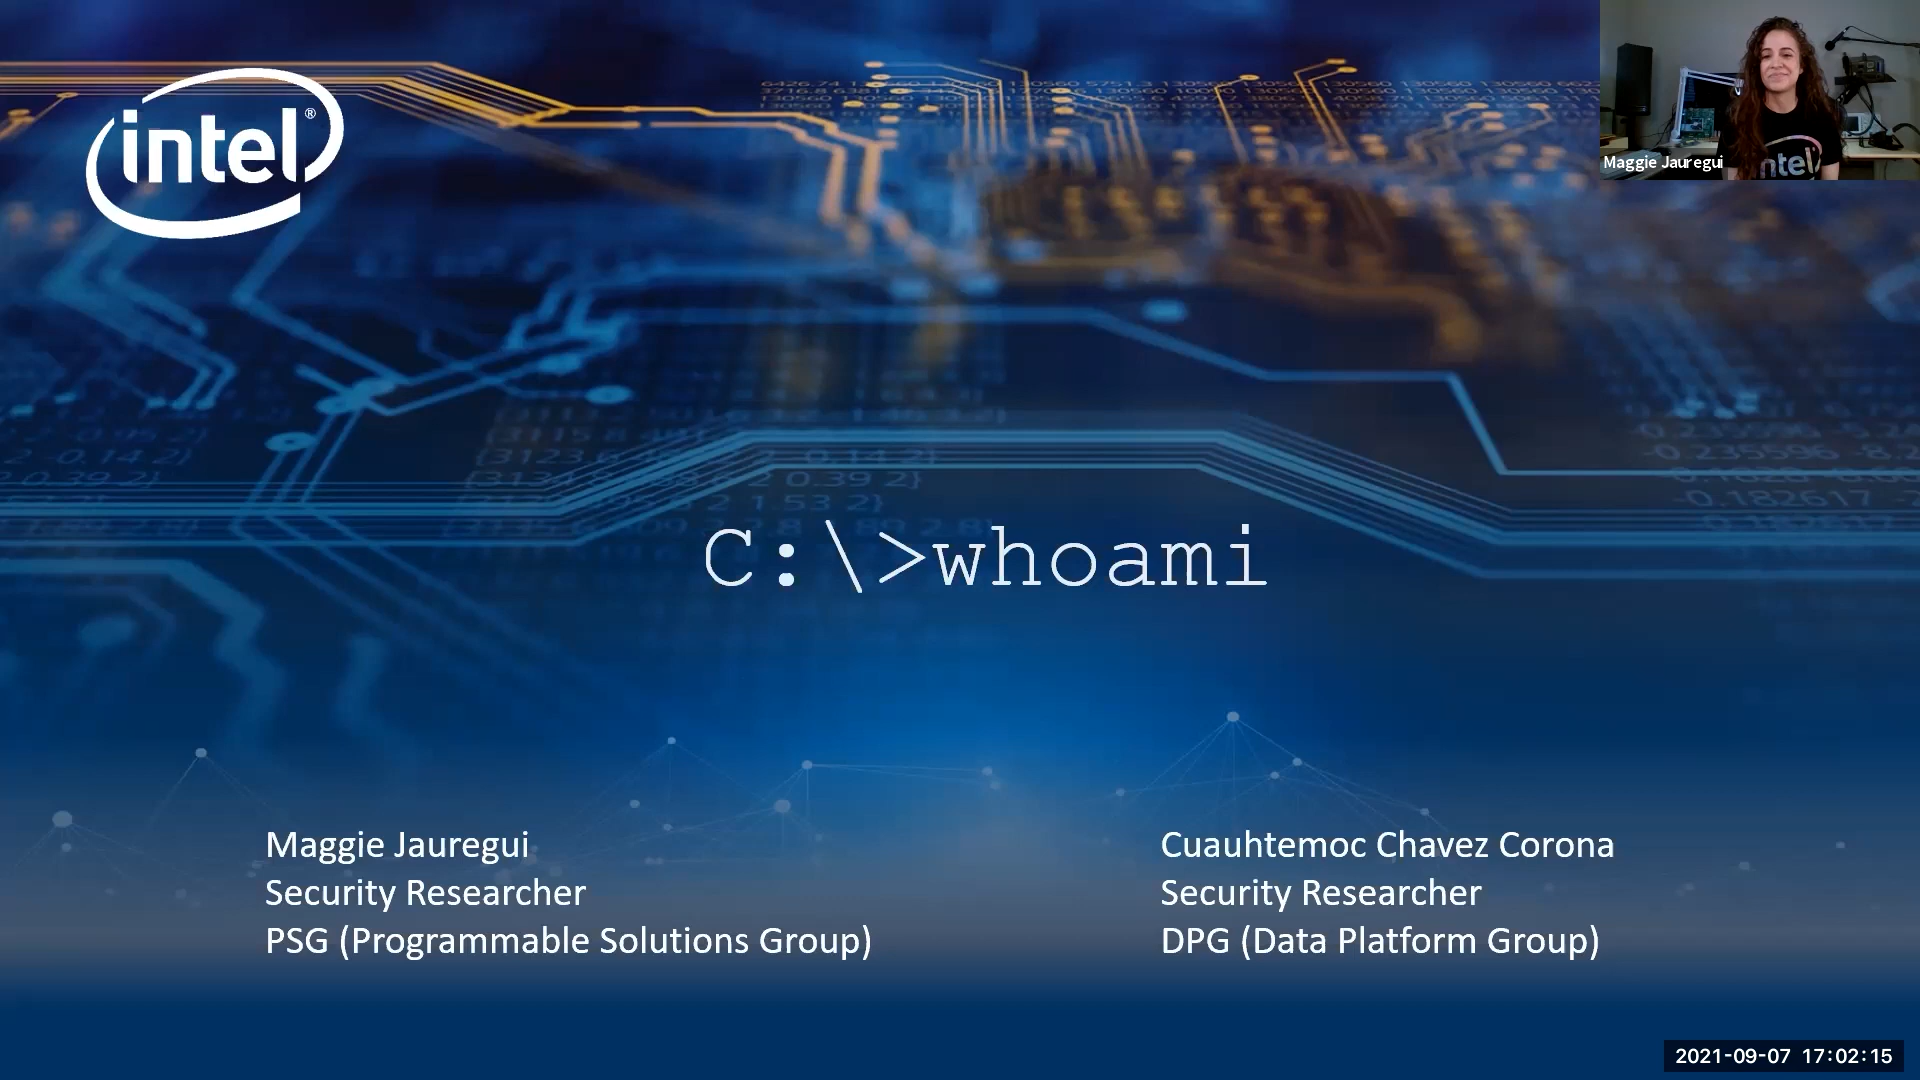 intel®
Maggie Jauregui
intel
C:\>whoami
Maggie Jauregui
Security Researcher
PSG (Programmable Solutions Group)
Cuauhtemoc Chavez Corona
Security Researcher
DPG (Data Platform Group)
2021-09-07 17:02:15